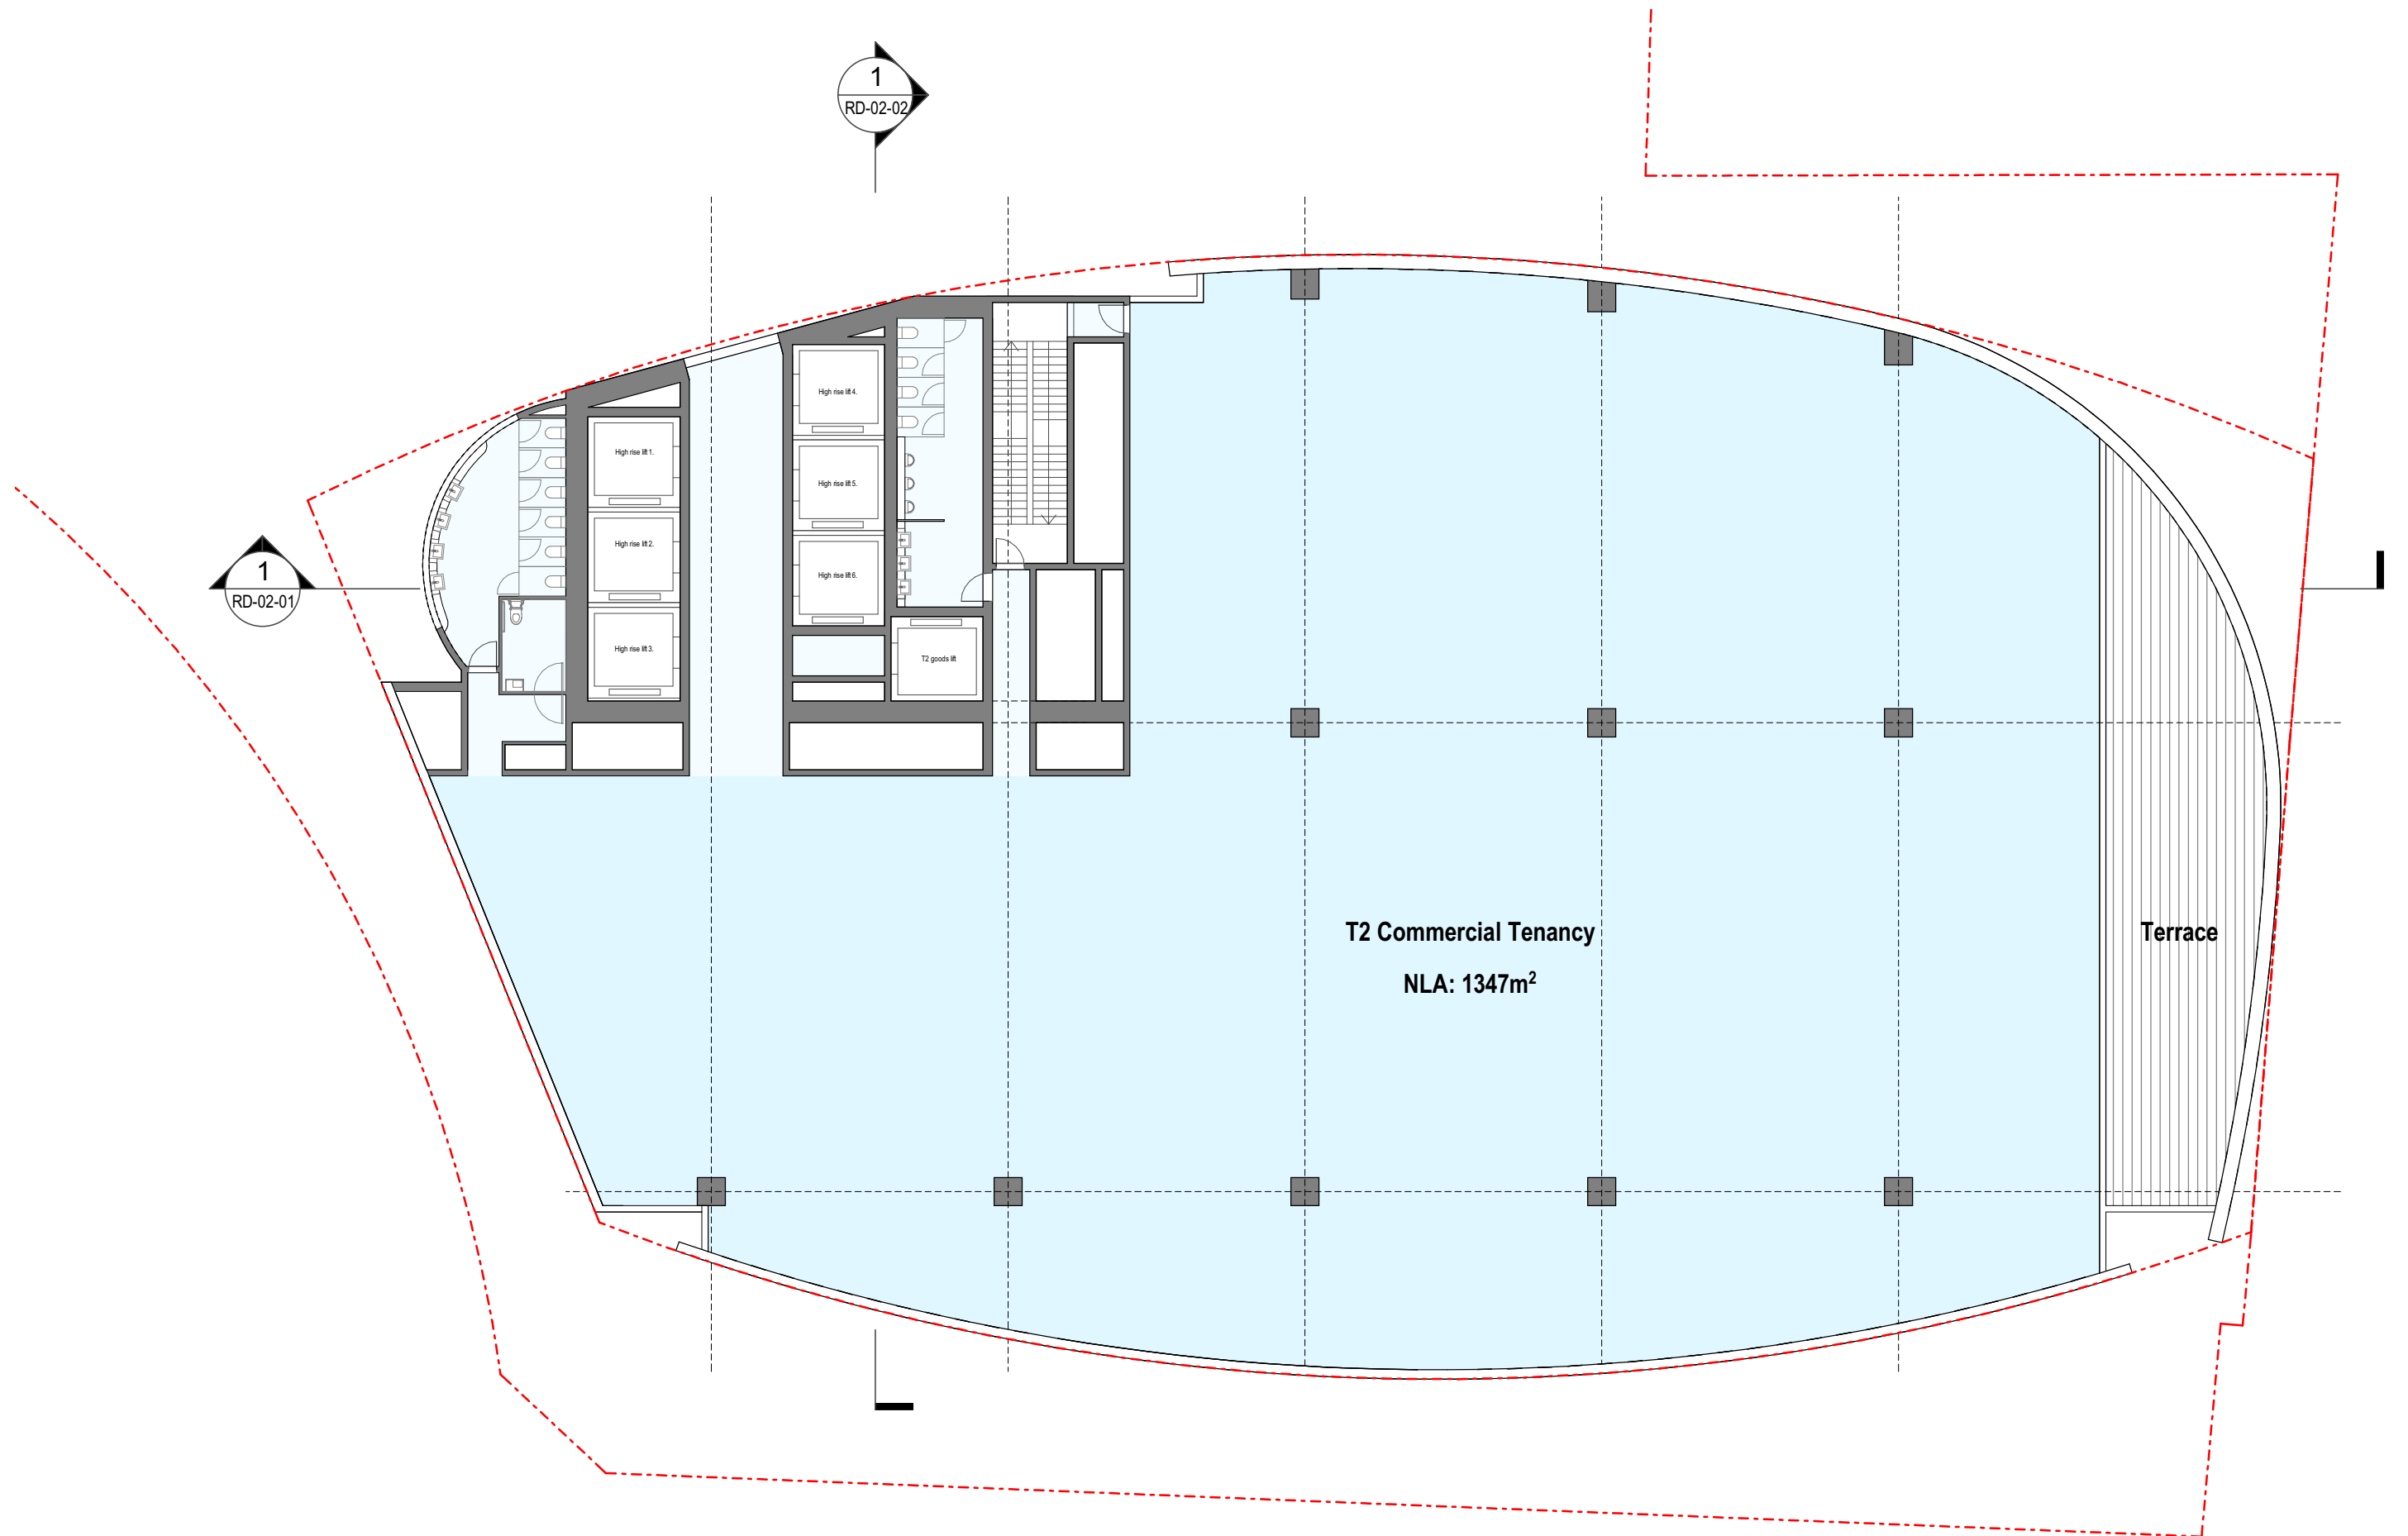 1
RD-02-02
High rise lift 4.
High rise lift 1.
High rise lift 5.
High rise lift 2.
High rise lift 6.
1
RD-02-01
High rise lift 3.
T2 goods lift
T2 Commercial Tenancy
Terrace
NLA: 1347m²